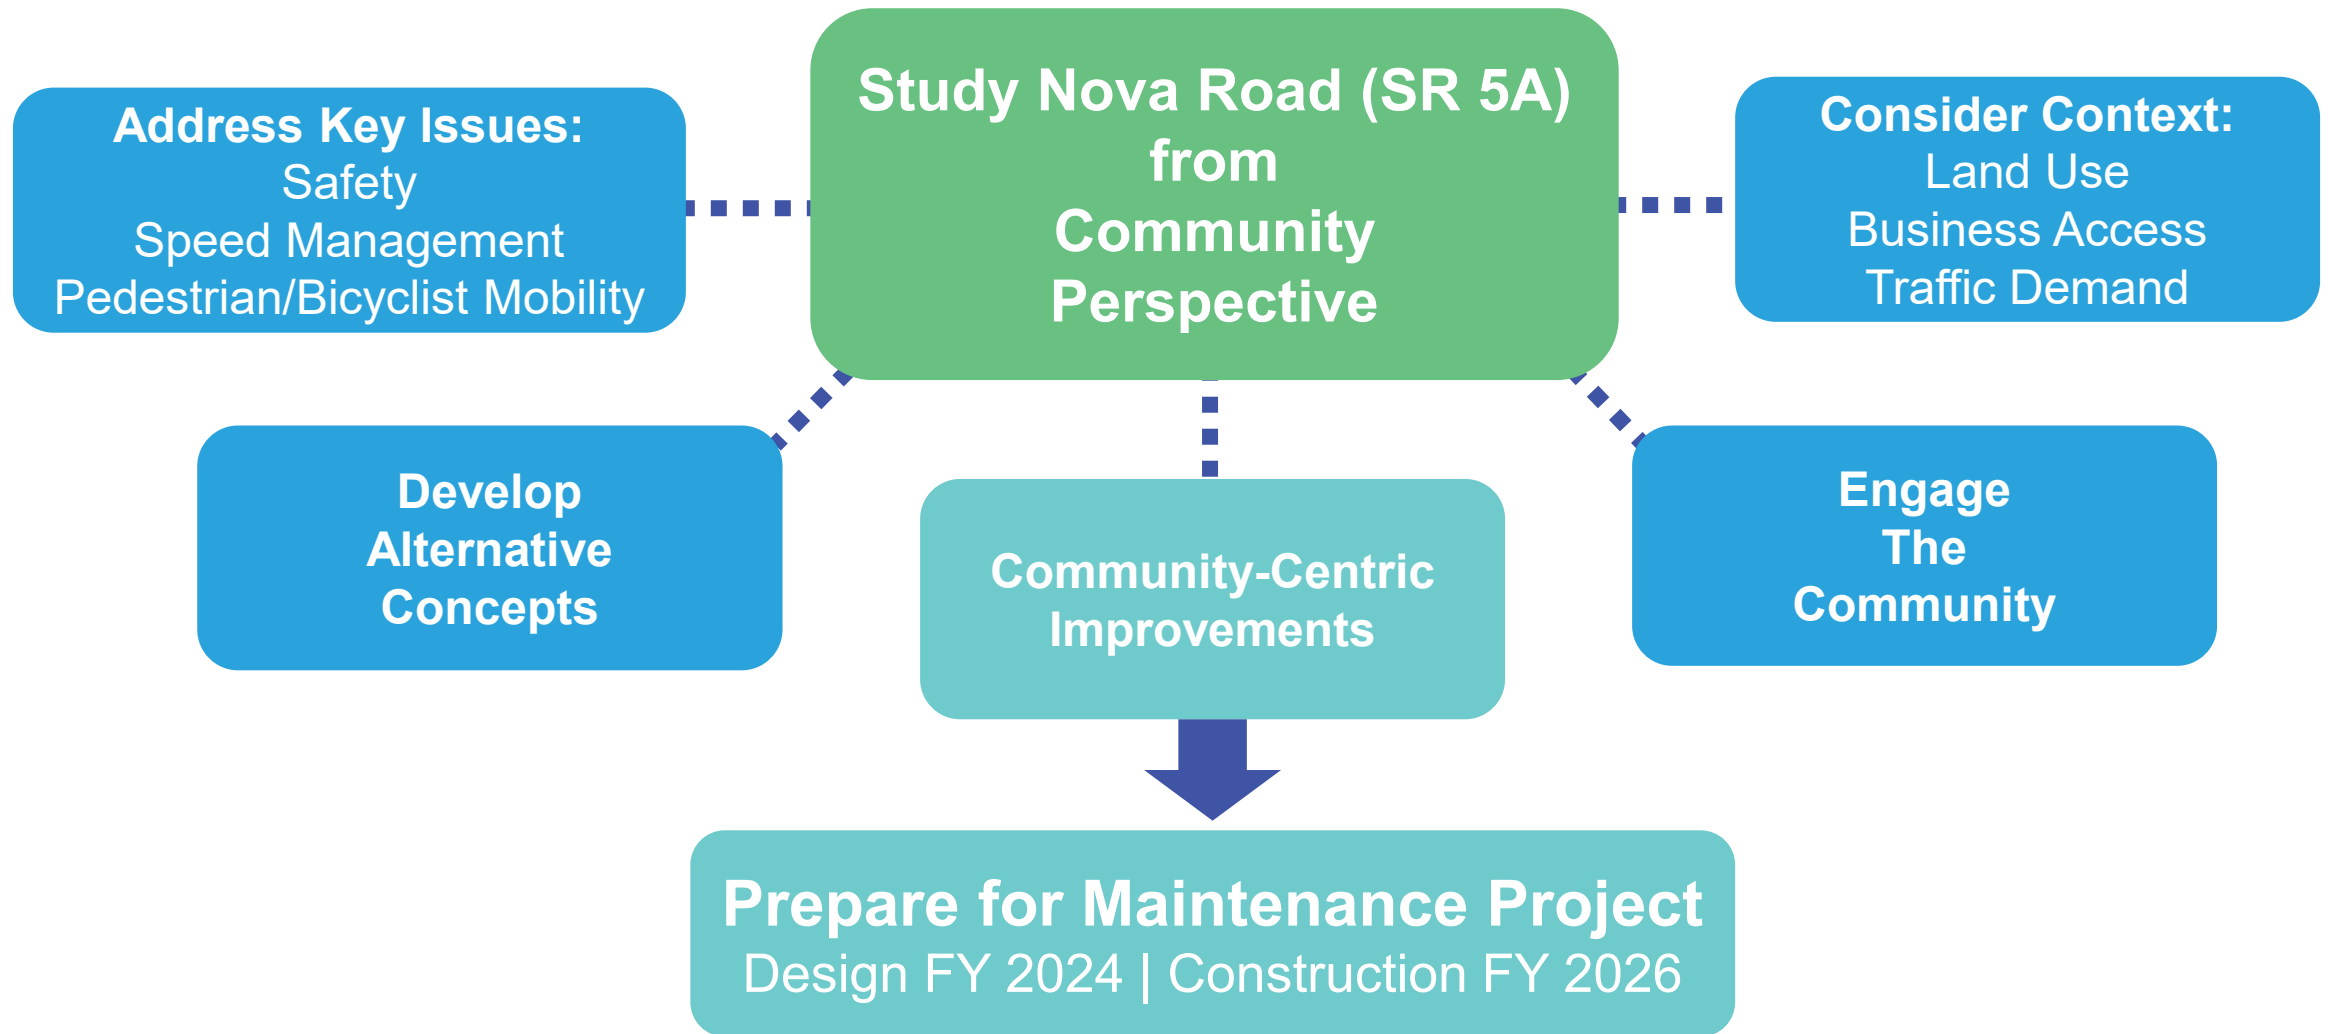 Study Nova Road (SR 5A)
from
Community
Perspective
Address Key Issues:
Safety
Speed Management
Pedestrian/Bicyclist Mobility
Consider Context:
Land Use
Business Access
Traffic Demand
Develop
Alternative
Concepts
Community-Centric
Improvements
Engage
The
Community
Prepare for Maintenance Project
Design FY 2024 | Construction FY 2026